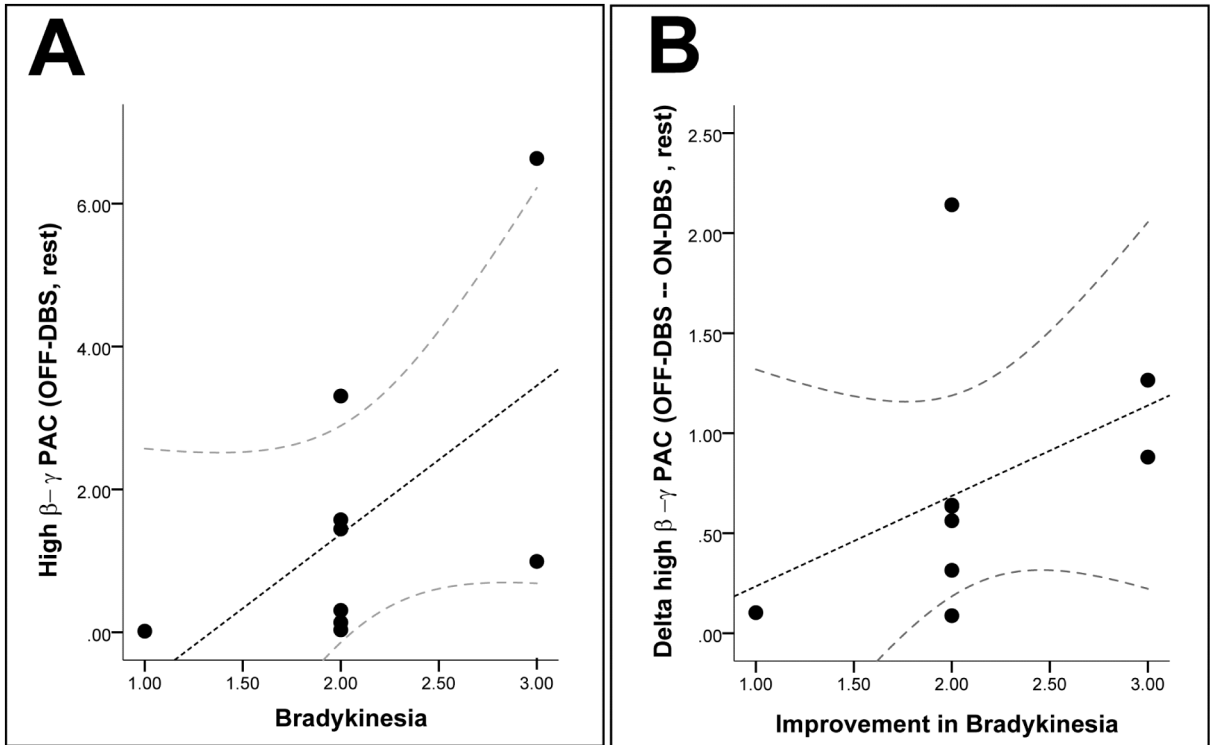 A
High β– γ PAC (OFF-DBS, rest)
6.00
4.00
2.00
.00
1.00 1.50 2.00 2.50 3.00
Bradykinesia
B
Delta high β –γ PAC (OFF-DBS -- ON-DBS , rest)
2.50
2.00
1.50
1.00
.50
.00
1.00 1.50 2.00 2.50 3.00
Improvement in Bradykinesia